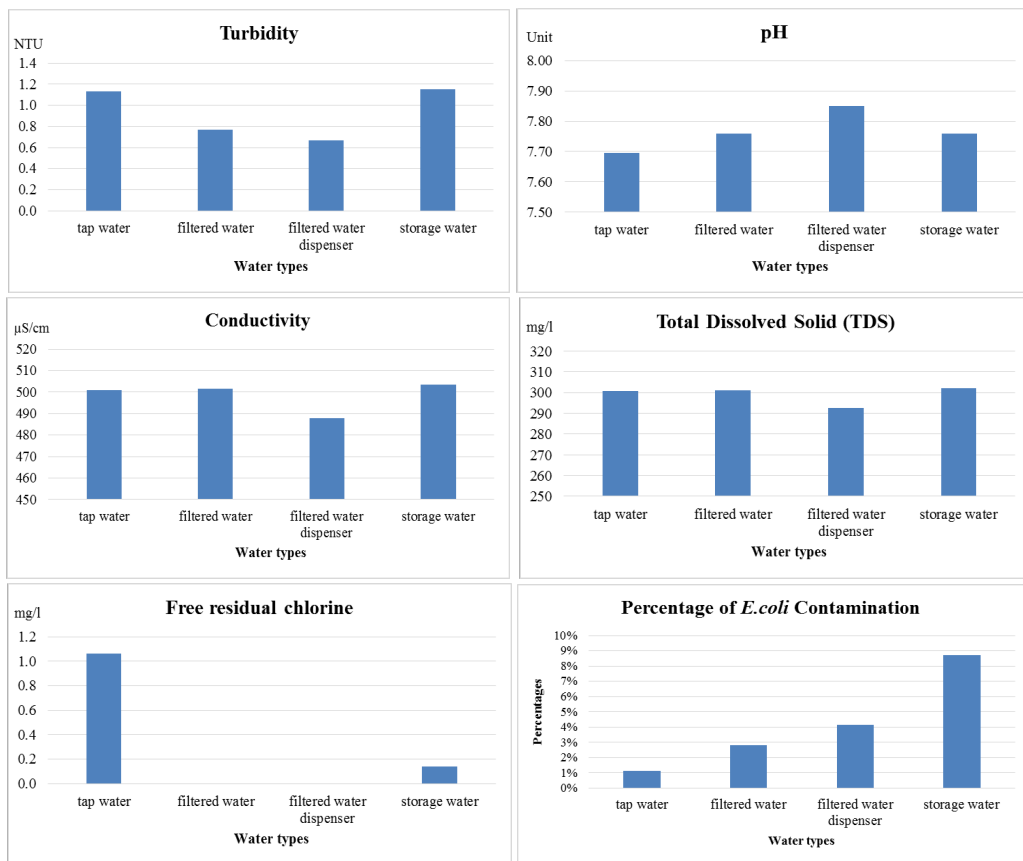 Turbidity
NTU
1.4
1.2
1.0
0.8
0.6
0.4
0.2
0.0
tap water filtered water filtered water dispenser storage water
Water types
pH
Unit
8.00
7.90
7.80
7.70
7.60
7.50
tap water filtered water filtered water dispenser storage water
Water types
Conductivity
µS/cm
520
510
500
490
480
470
460
450
tap water filtered water filtered water dispenser storage water
Water types
Total Dissolved Solid (TDS)
mg/l
320
310
300
290
280
270
260
250
tap water filtered water filtered water dispenser storage water
Water types
Free residual chlorine
mg/l
1.2
1.0
0.8
0.6
0.4
0.2
0.0
tap water filtered water filtered water dispenser storage water
Water types
Percentage of E.coli Contamination
Percentages
10%
9%
8%
7%
6%
5%
4%
3%
2%
1%
0%
tap water filtered water filtered water dispenser storage water
Water types